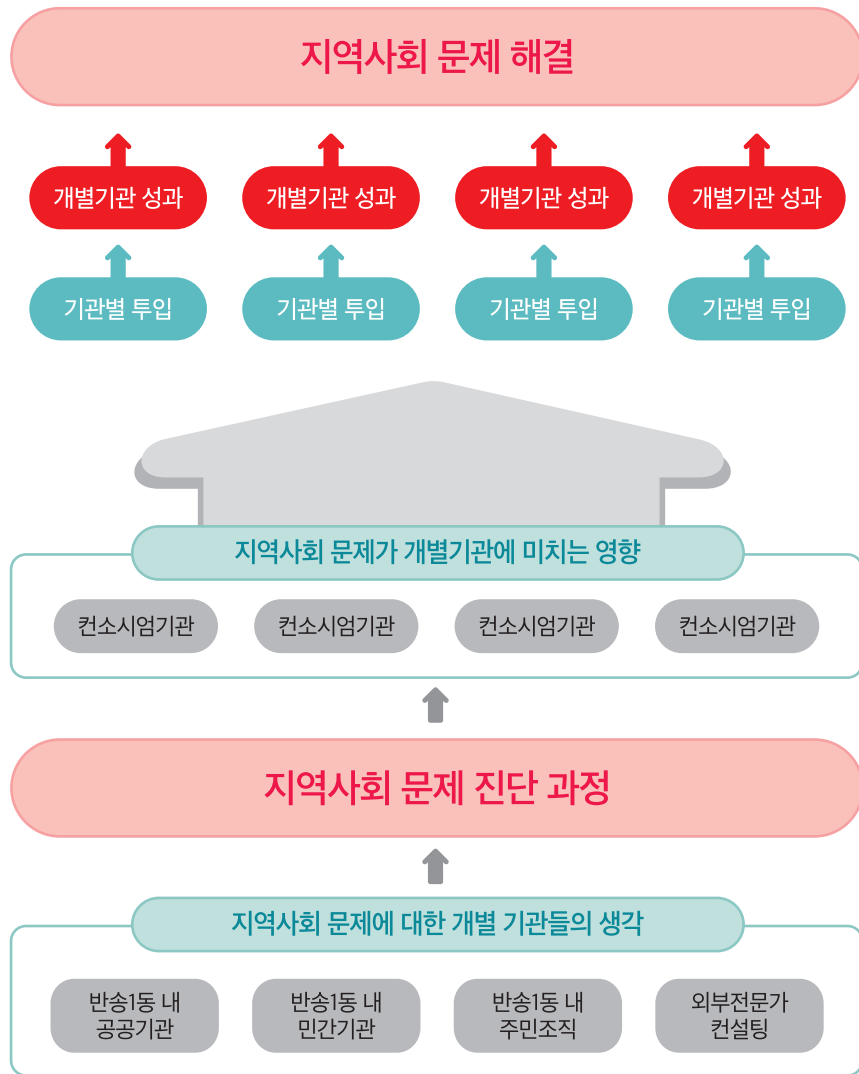 지역사회 문제 해결
개별기관 성과
개별기관 성과
개별기관 성과
개별기관 성과
기관별 투입
기관별 투입
기관별 투입
기관별 투입
지역사회 문제가 개별기관에 미치는 영향
컨소시엄기관
컨소시엄기관
컨소시엄기관
컨소시엄기관
지역사회 문제 진단 과정
지역사회 문제에 대한 개별 기관들의 생각
반송1동 내
공공기관
반송1동 내
민간기관
반송1동 내
주민조직
외부전문가
컨설팅